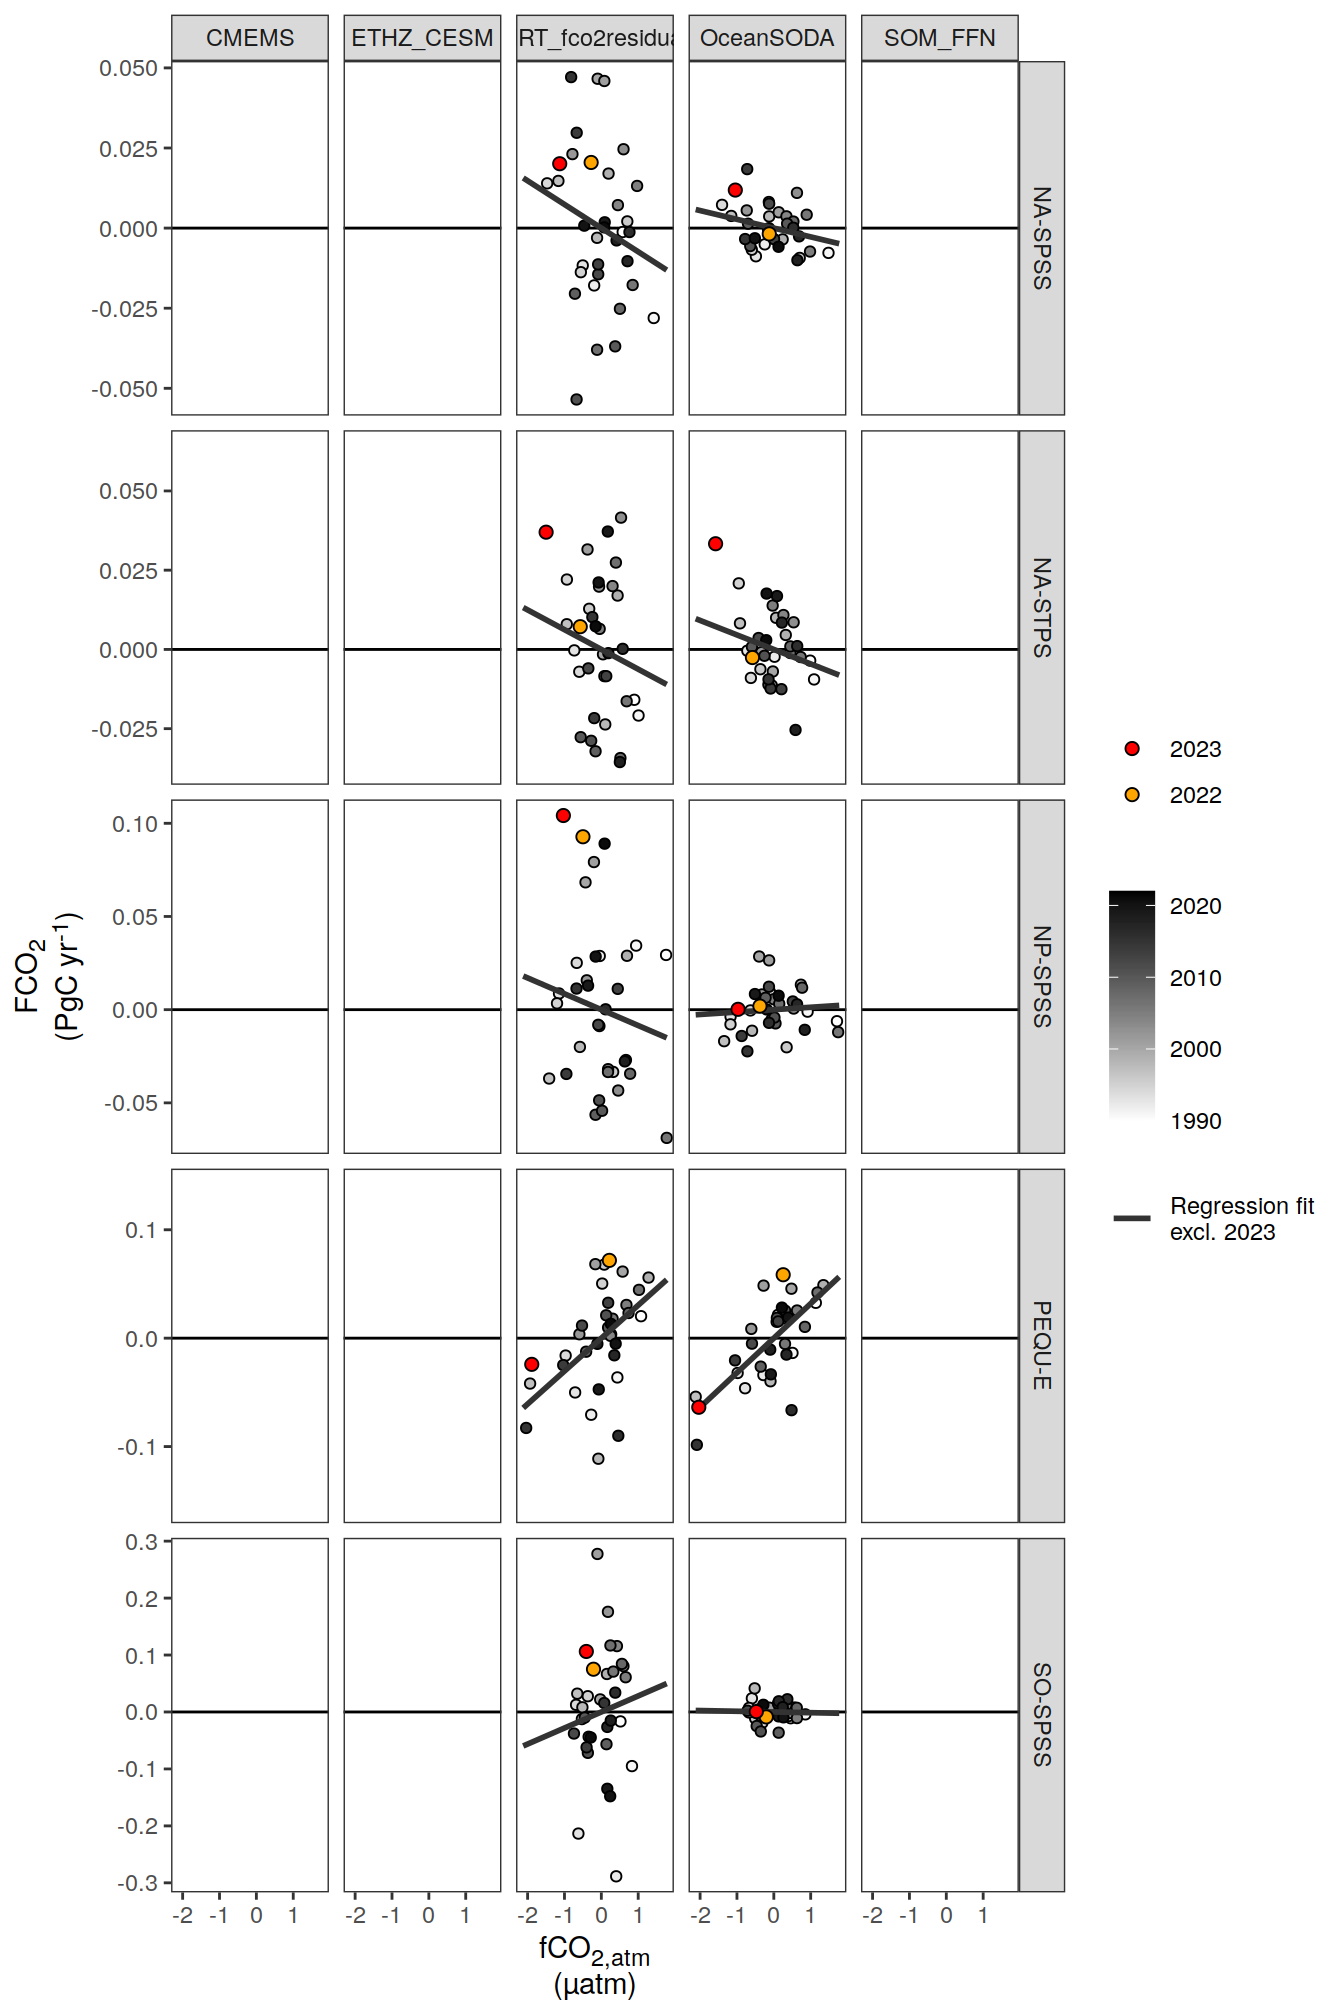 CMEMS ETHZ_CESM RT_fco2residua OceanSODA SOM_FFN
0.050
0.025
0.000
-0.025
-0.050
NA-SPSS
0.050
0.025
0.000
-0.025
NA-STPS
0.10
0.05
0.00
-0.05
NP-SPSS
0.1
0.0
-0.1
PEQU-E
0.3
0.2
0.1
0.0
-0.1
-0.2
-0.3
SO-SPSS
-2 -1 0 1 -2 -1 0 1 -2 -1 0 1 -2 -1 0 1 -2 -1 0 1
fCO2,atm
(µatm)
FCO2
(PgC yr-1)
2023
2022
2020
2010
2000
1990
Regression fit
excl. 2023